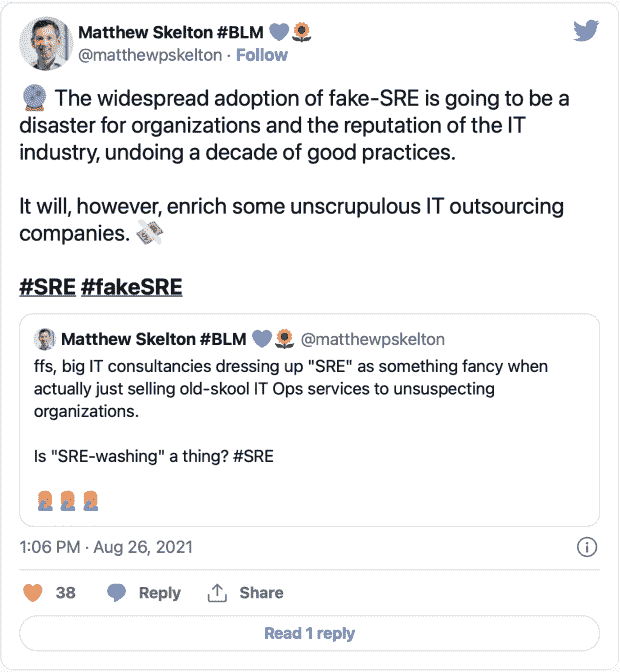 Matthew Skelton #BLM 💙🌻
@matthewpskelton · Follow
🔮 The widespread adoption of fake-SRE is going to be a
disaster for organizations and the reputation of the IT
industry, undoing a decade of good practices.
It will, however, enrich some unscrupulous IT outsourcing
companies. 💸
#SRE #fakeSRE
Matthew Skelton #BLM 💙🌻 @matthewpskelton
ffs, big IT consultancies dressing up "SRE" as something fancy when
actually just selling old-skool IT Ops services to unsuspecting
organizations.
Is "SRE-washing" a thing? #SRE
🤦🤦🤦
1:06 PM · Aug 26, 2021
38 Reply Share
Read 1 reply